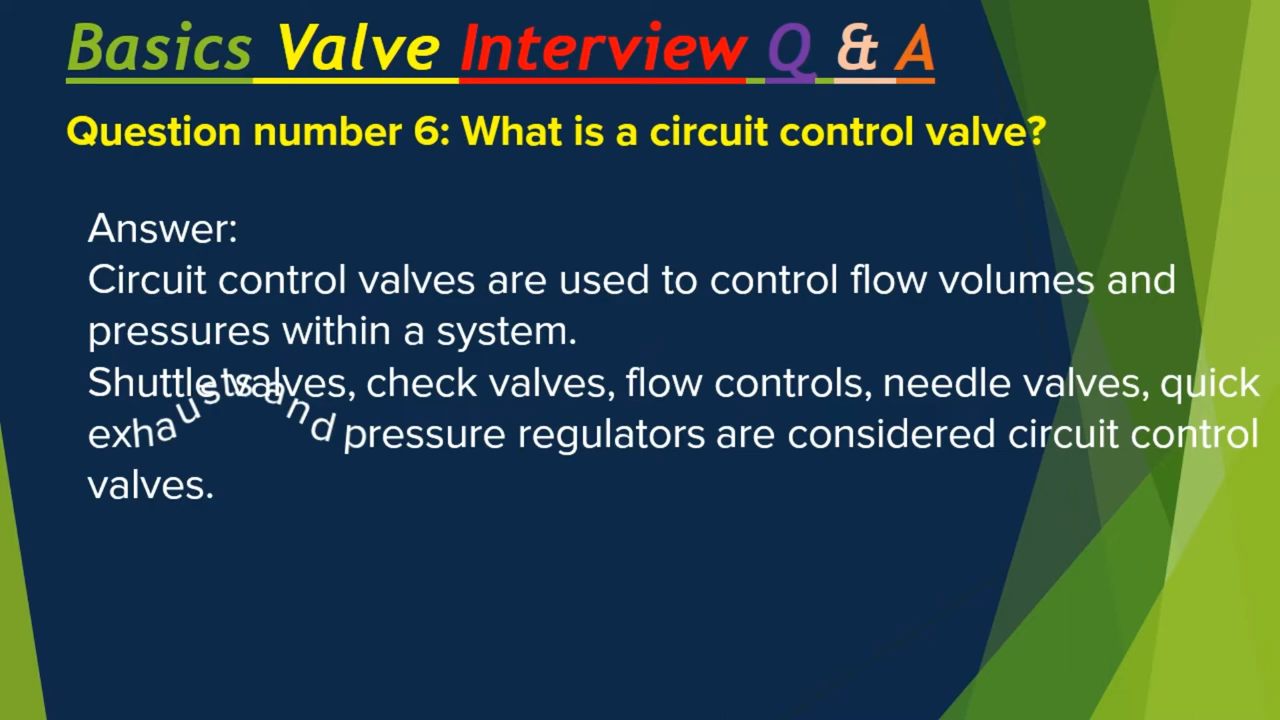 Basics Valve Interview Q & A
Question number 6: What is a circuit control valve?
Answer:
Circuit control valves are used to control flow volumes and
pressures within a system.
Shuttle valves, check valves, flow controls, needle valves, quick
exhausts and pressure regulators are considered circuit control
valves.